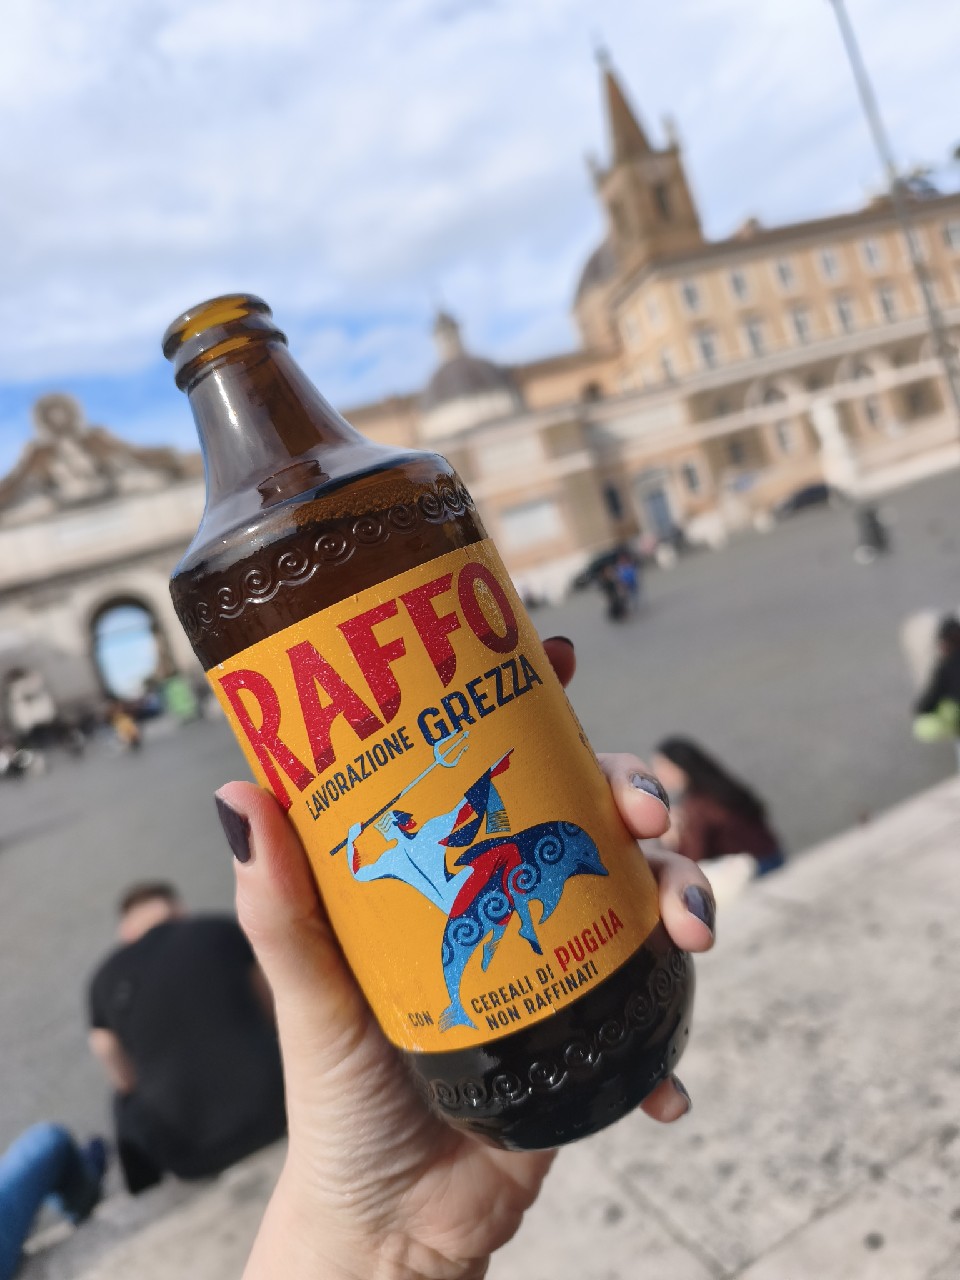 RAFFO
LAVORAZIONE GREZZA
CON CEREALI DI PUGLIA
NON RAFFINATI